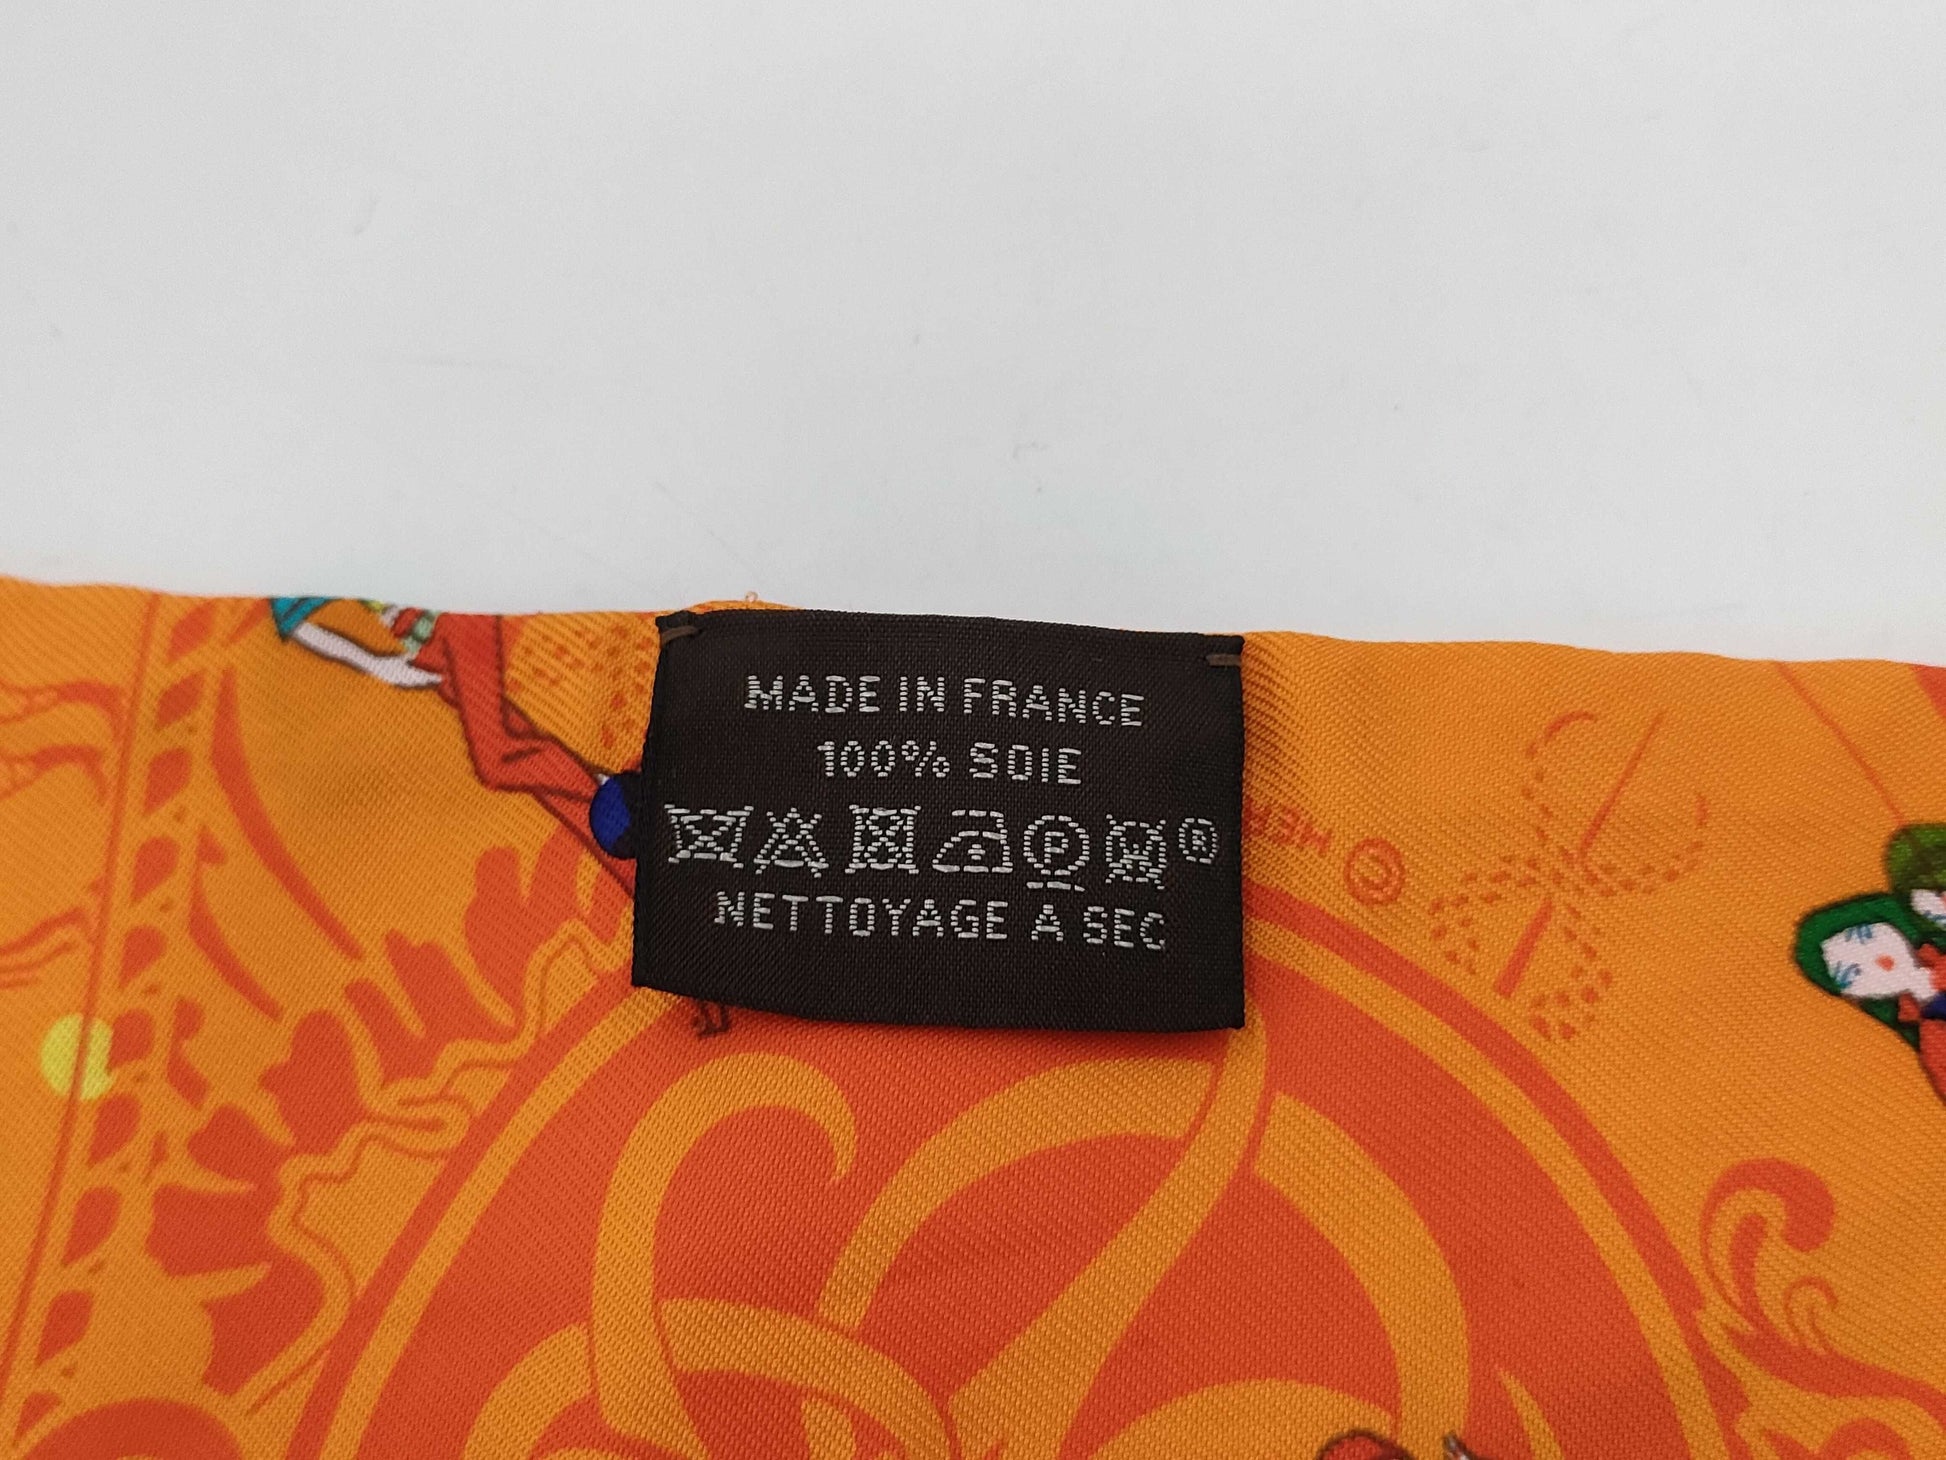 MADE IN FRANCE
100% SOIE
P W ®
NETTOYAGE A SEC
©